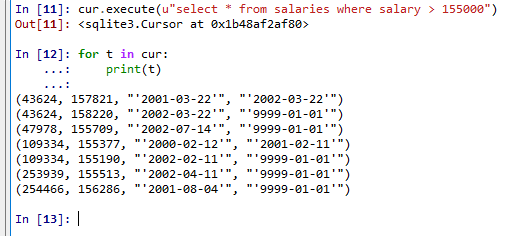 In [11]: cur.execute(u"select * from salaries where salary > 155000")
Out[11]: <sqlite3.Cursor at 0x1b48af2af80>
In [12]: for t in cur:
    ...:     print(t)
    ...:
(43624, 157821, "'2001-03-22'", "'2002-03-22'")
(43624, 158220, "'2002-03-22'", "'9999-01-01'")
(47978, 155709, "'2002-07-14'", "'9999-01-01'")
(109334, 155377, "'2000-02-12'", "'2001-02-11'")
(109334, 155190, "'2002-02-11'", "'9999-01-01'")
(253939, 155513, "'2002-04-11'", "'9999-01-01'")
(254466, 156286, "'2001-08-04'", "'9999-01-01'")
In [13]: